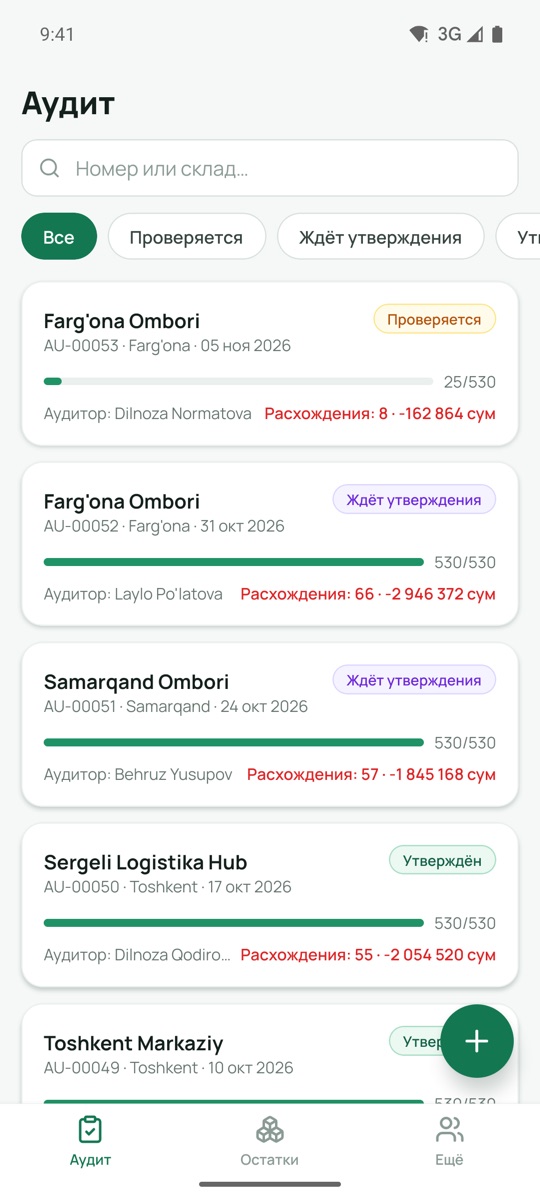 9:41
3G
Аудит
Номер или склад...
Все
Проверяется
Ждёт утверждения
Farg'ona Ombori
Проверяется
AU-00053 · Farg'ona · 05 ноя 2026
25/530
Аудитор: Dilnoza Normatova
Расхождения: 8 · -162 864 сум
Farg'ona Ombori
Ждёт утверждения
AU-00052 · Farg'ona · 31 окт 2026
530/530
Аудитор: Laylo Po'latova
Расхождения: 66 · -2 946 372 сум
Samarqand Ombori
Ждёт утверждения
AU-00051 · Samarqand · 24 окт 2026
530/530
Аудитор: Behruz Yusupov
Расхождения: 57 · -1 845 168 сум
Sergeli Logistika Hub
Утверждён
AU-00050 · Toshkent · 17 окт 2026
530/530
Аудитор: Dilnoza Qodiro...
Расхождения: 55 · -2 054 520 сум
Toshkent Markaziy
AU-00049 · Toshkent · 10 окт 2026
Аудит
Остатки
Ещё